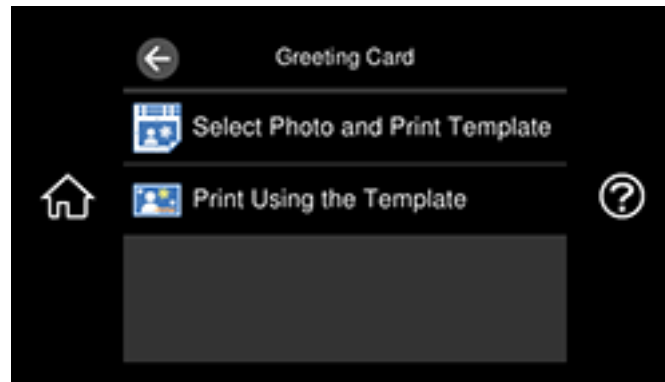 Greeting Card
Select Photo and Print Template
Print Using the Template
?